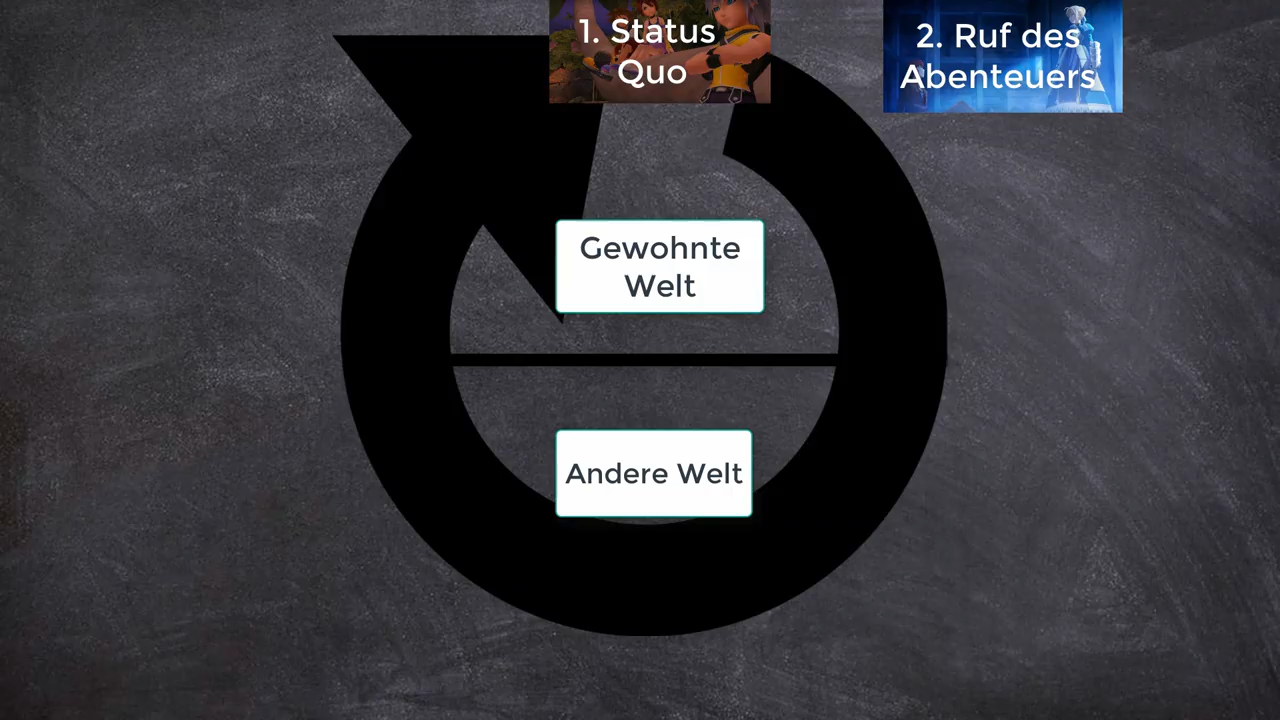 1. Status
Quo
2. Ruf des
Abenteuers
Gewohnte
Welt
Andere Welt